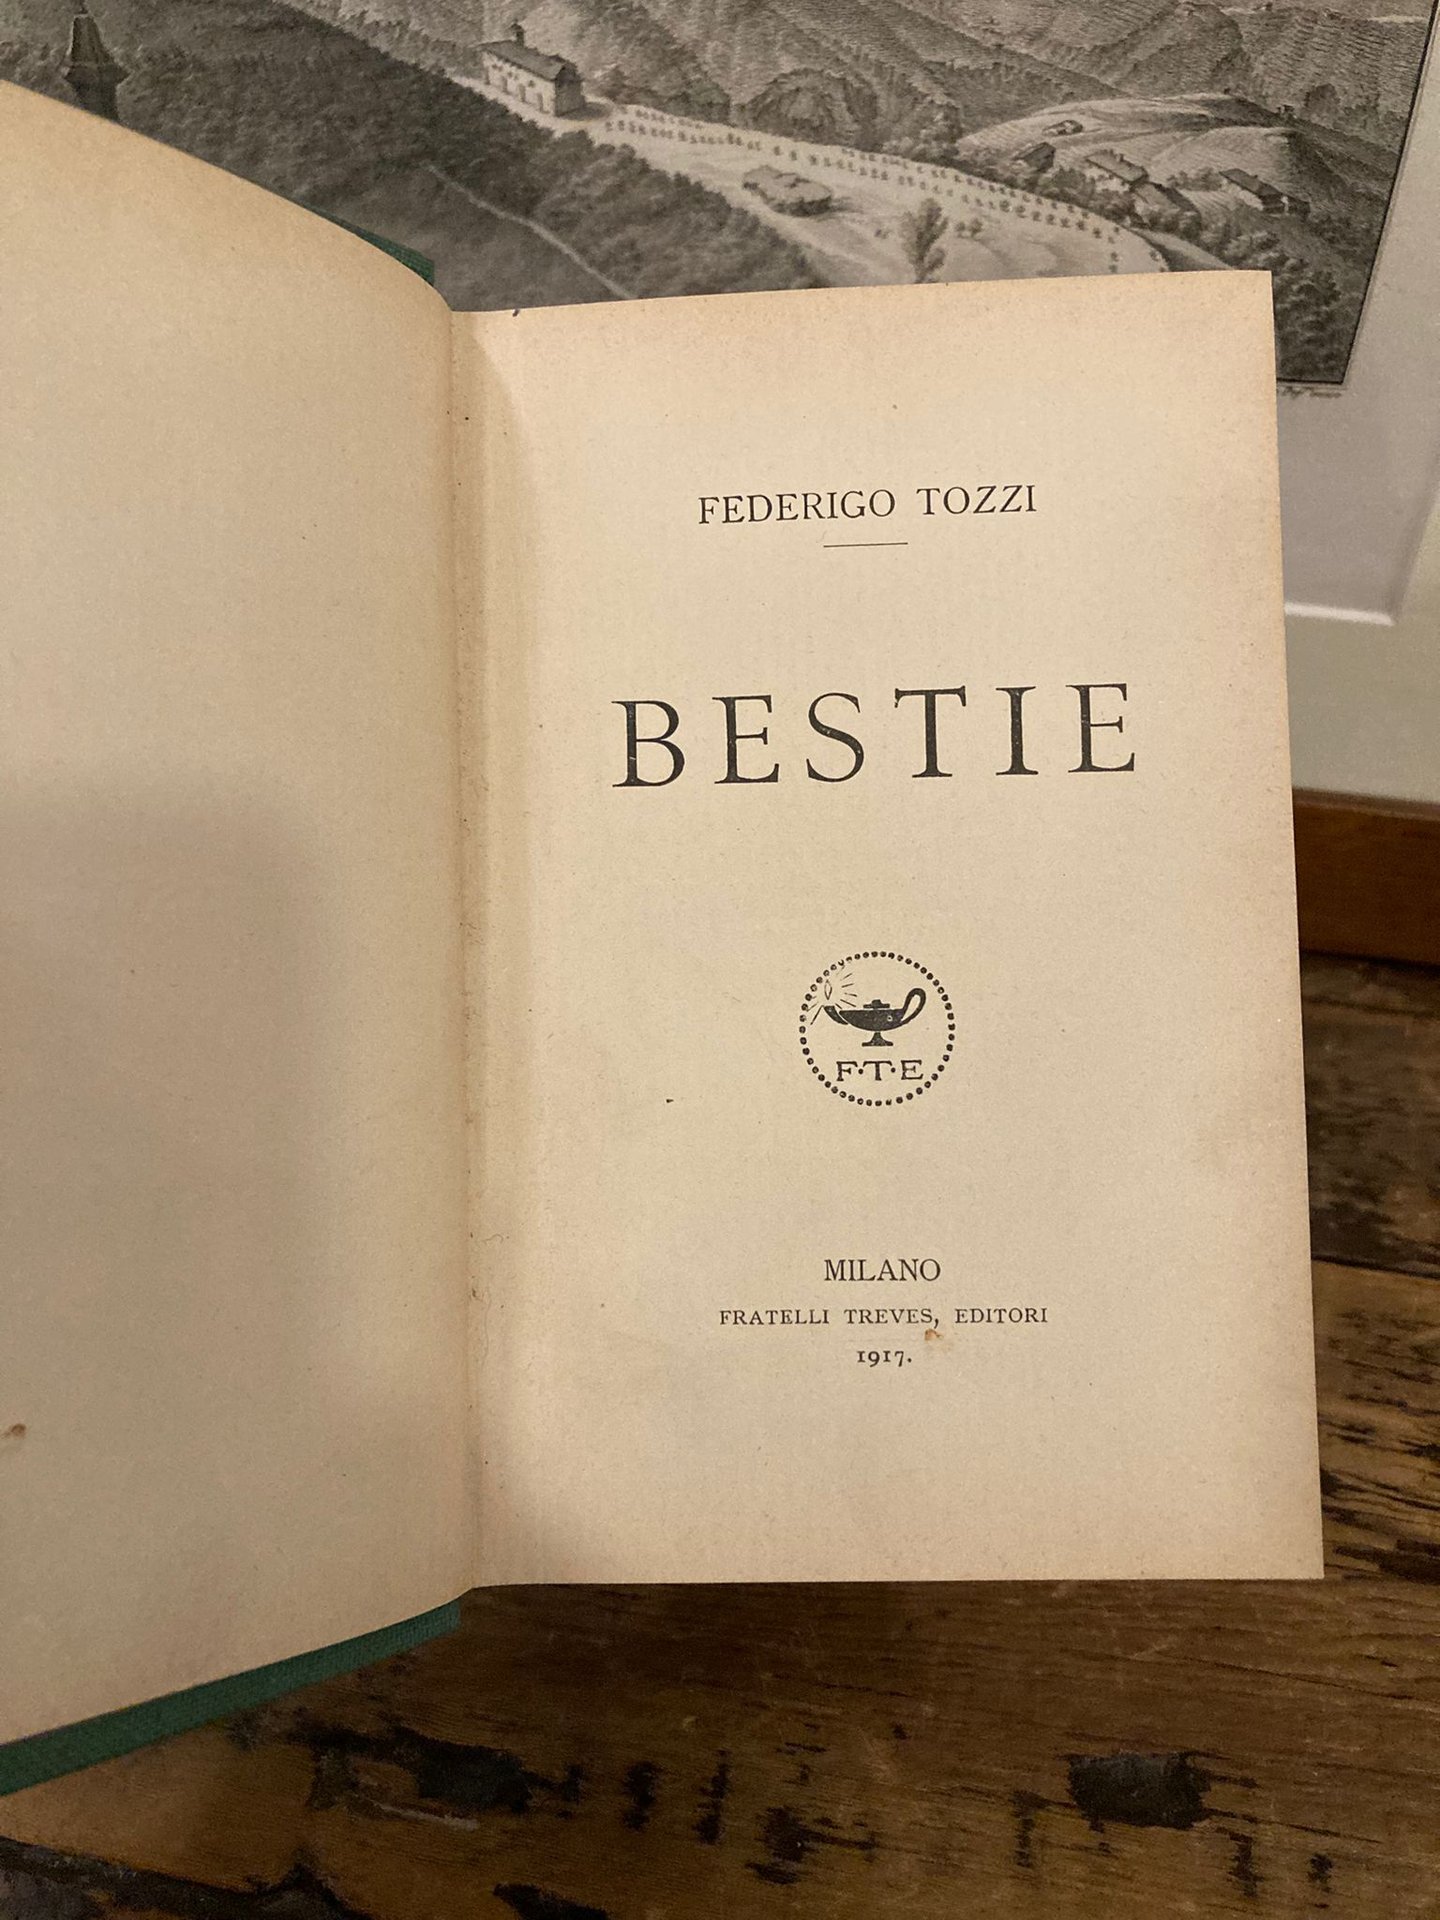 FEDERIGO TOZZI
BESTIE
F·T·E
MILANO
FRATELLI TREVES, EDITORI
1917.